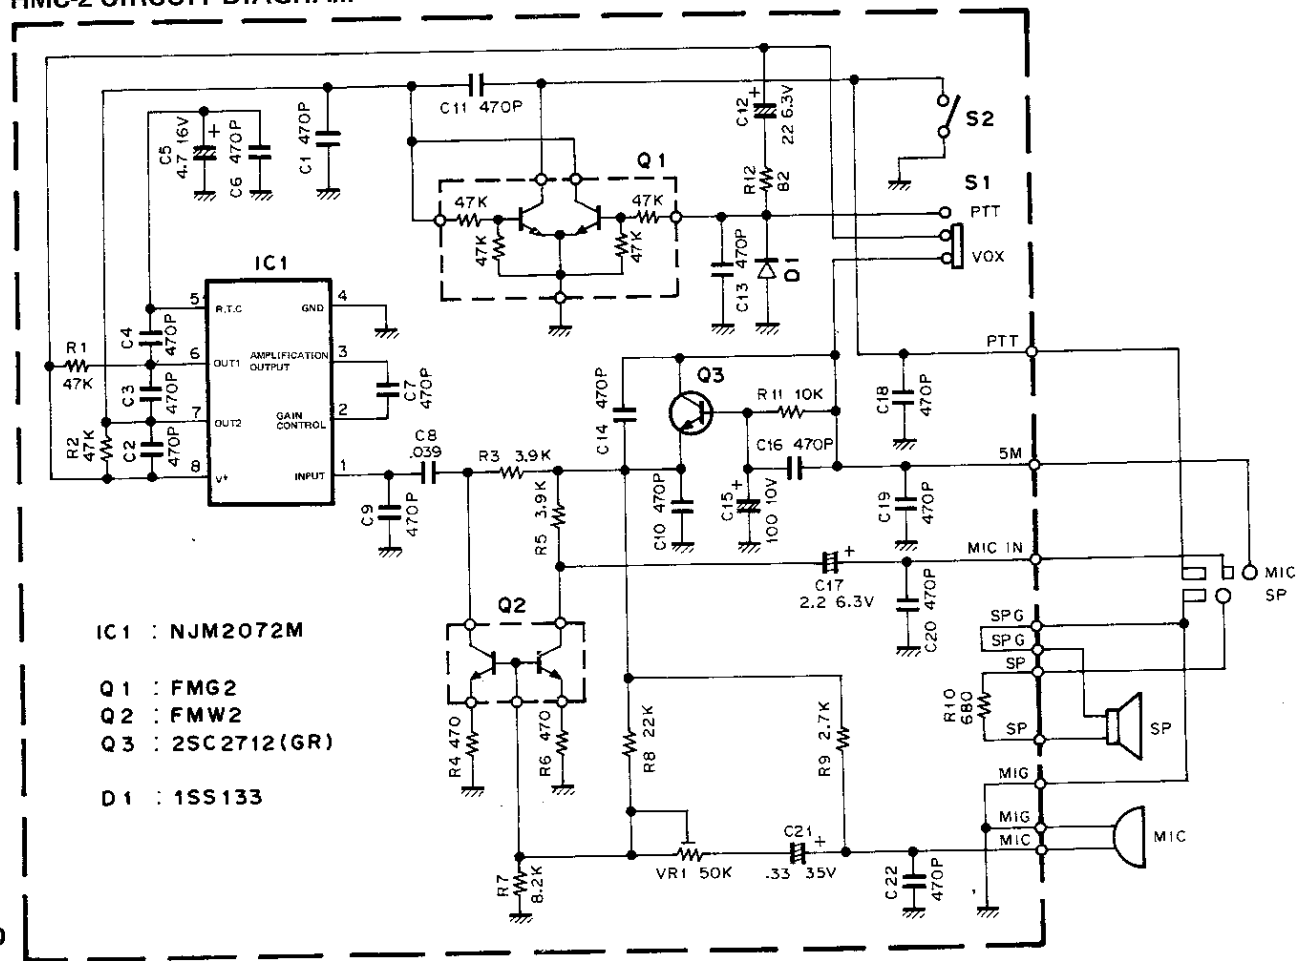 C11 470P
C12
+
22 6.3V
S2
C5
4.7 16V
+
C6 470P
C1 470P
Q1
R12
82
S1
47K
47K
PTT
47K
47K
C13 470P
D1
VOX
IC1
5
R.T.C
GND
4
C4
470P
PTT
R1
47K
6
OUT1
AMPLIFICATION
OUTPUT
3
C7
470P
C14 470P
Q3
R11 10K
C18
470P
C3
470P
7
OUT2
GAIN
CONTROL
2
R2
47K
C2
470P
C8
.039
C16 470P
5M
8
V+
INPUT
1
R3 3.9K
C9
470P
R5 3.9K
C10 470P
C15
+
100 10V
C19
470P
MIC IN
C17
+
2.2 6.3V
C20 470P
MIC
SP
Q2
SPG
SPG
SP
IC1 : NJM2072M
Q1 : FMG2
Q2 : FMW2
Q3 : 2SC2712(GR)
D1 : 1SS133
R10
680
SP
SP
R4 470
R6 470
R8 22K
R9 2.7K
MIG
MIG
MIC
MIC
C21
+
VR1 50K
.33 35V
R7
8.2K
C22
470P